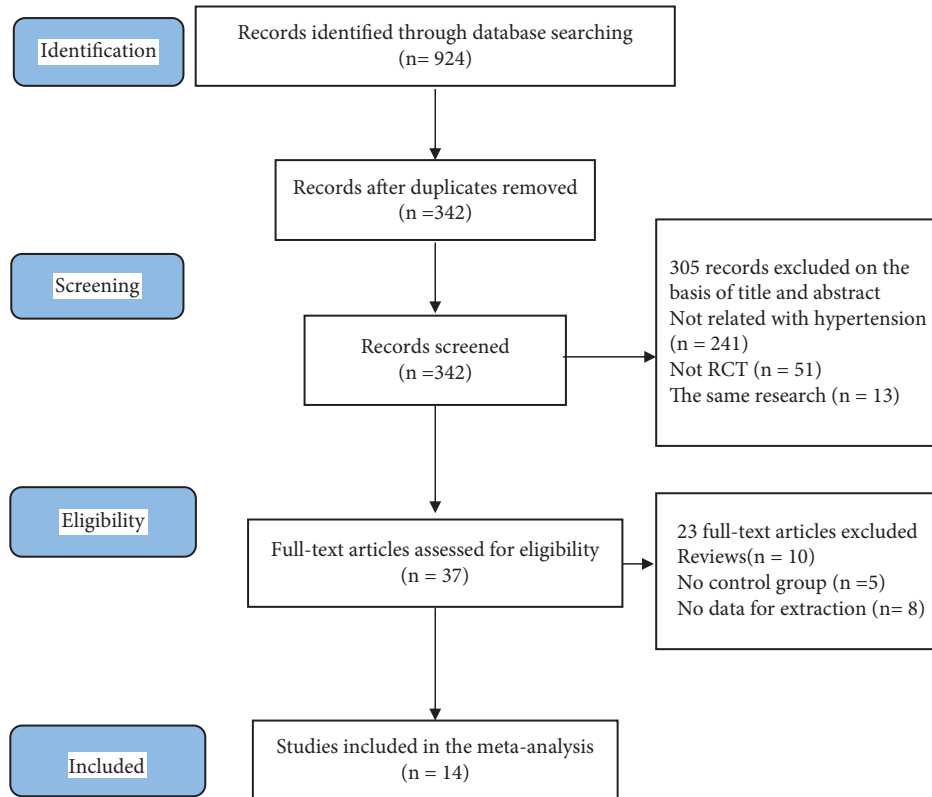 Identification
Records identified through database searching
(n= 924)
Records after duplicates removed
(n =342)
Screening
Records screened
(n =342)
305 records excluded on the
basis of title and abstract
Not related with hypertension
(n = 241)
Not RCT (n = 51)
The same research (n = 13)
Eligibility
Full-text articles assessed for eligibility
(n = 37)
23 full-text articles excluded
Reviews(n = 10)
No control group (n =5)
No data for extraction (n= 8)
Included
Studies included in the meta-analysis
(n = 14)